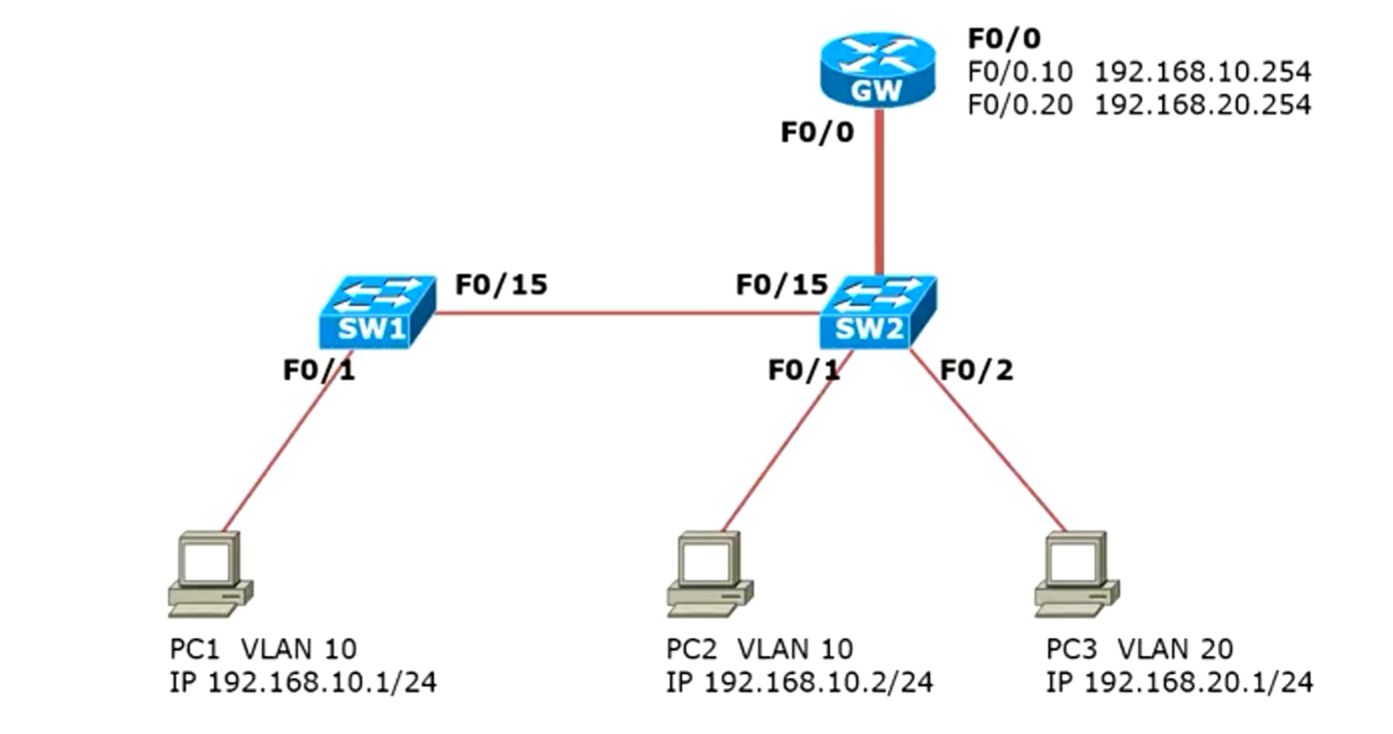 F0/0
F0/0.10 192.168.10.254
F0/0.20 192.168.20.254
GW
F0/0
F0/15
F0/15
SW1
SW2
F0/1
F0/1
F0/2
PC1 VLAN 10
IP 192.168.10.1/24
PC2 VLAN 10
IP 192.168.10.2/24
PC3 VLAN 20
IP 192.168.20.1/24